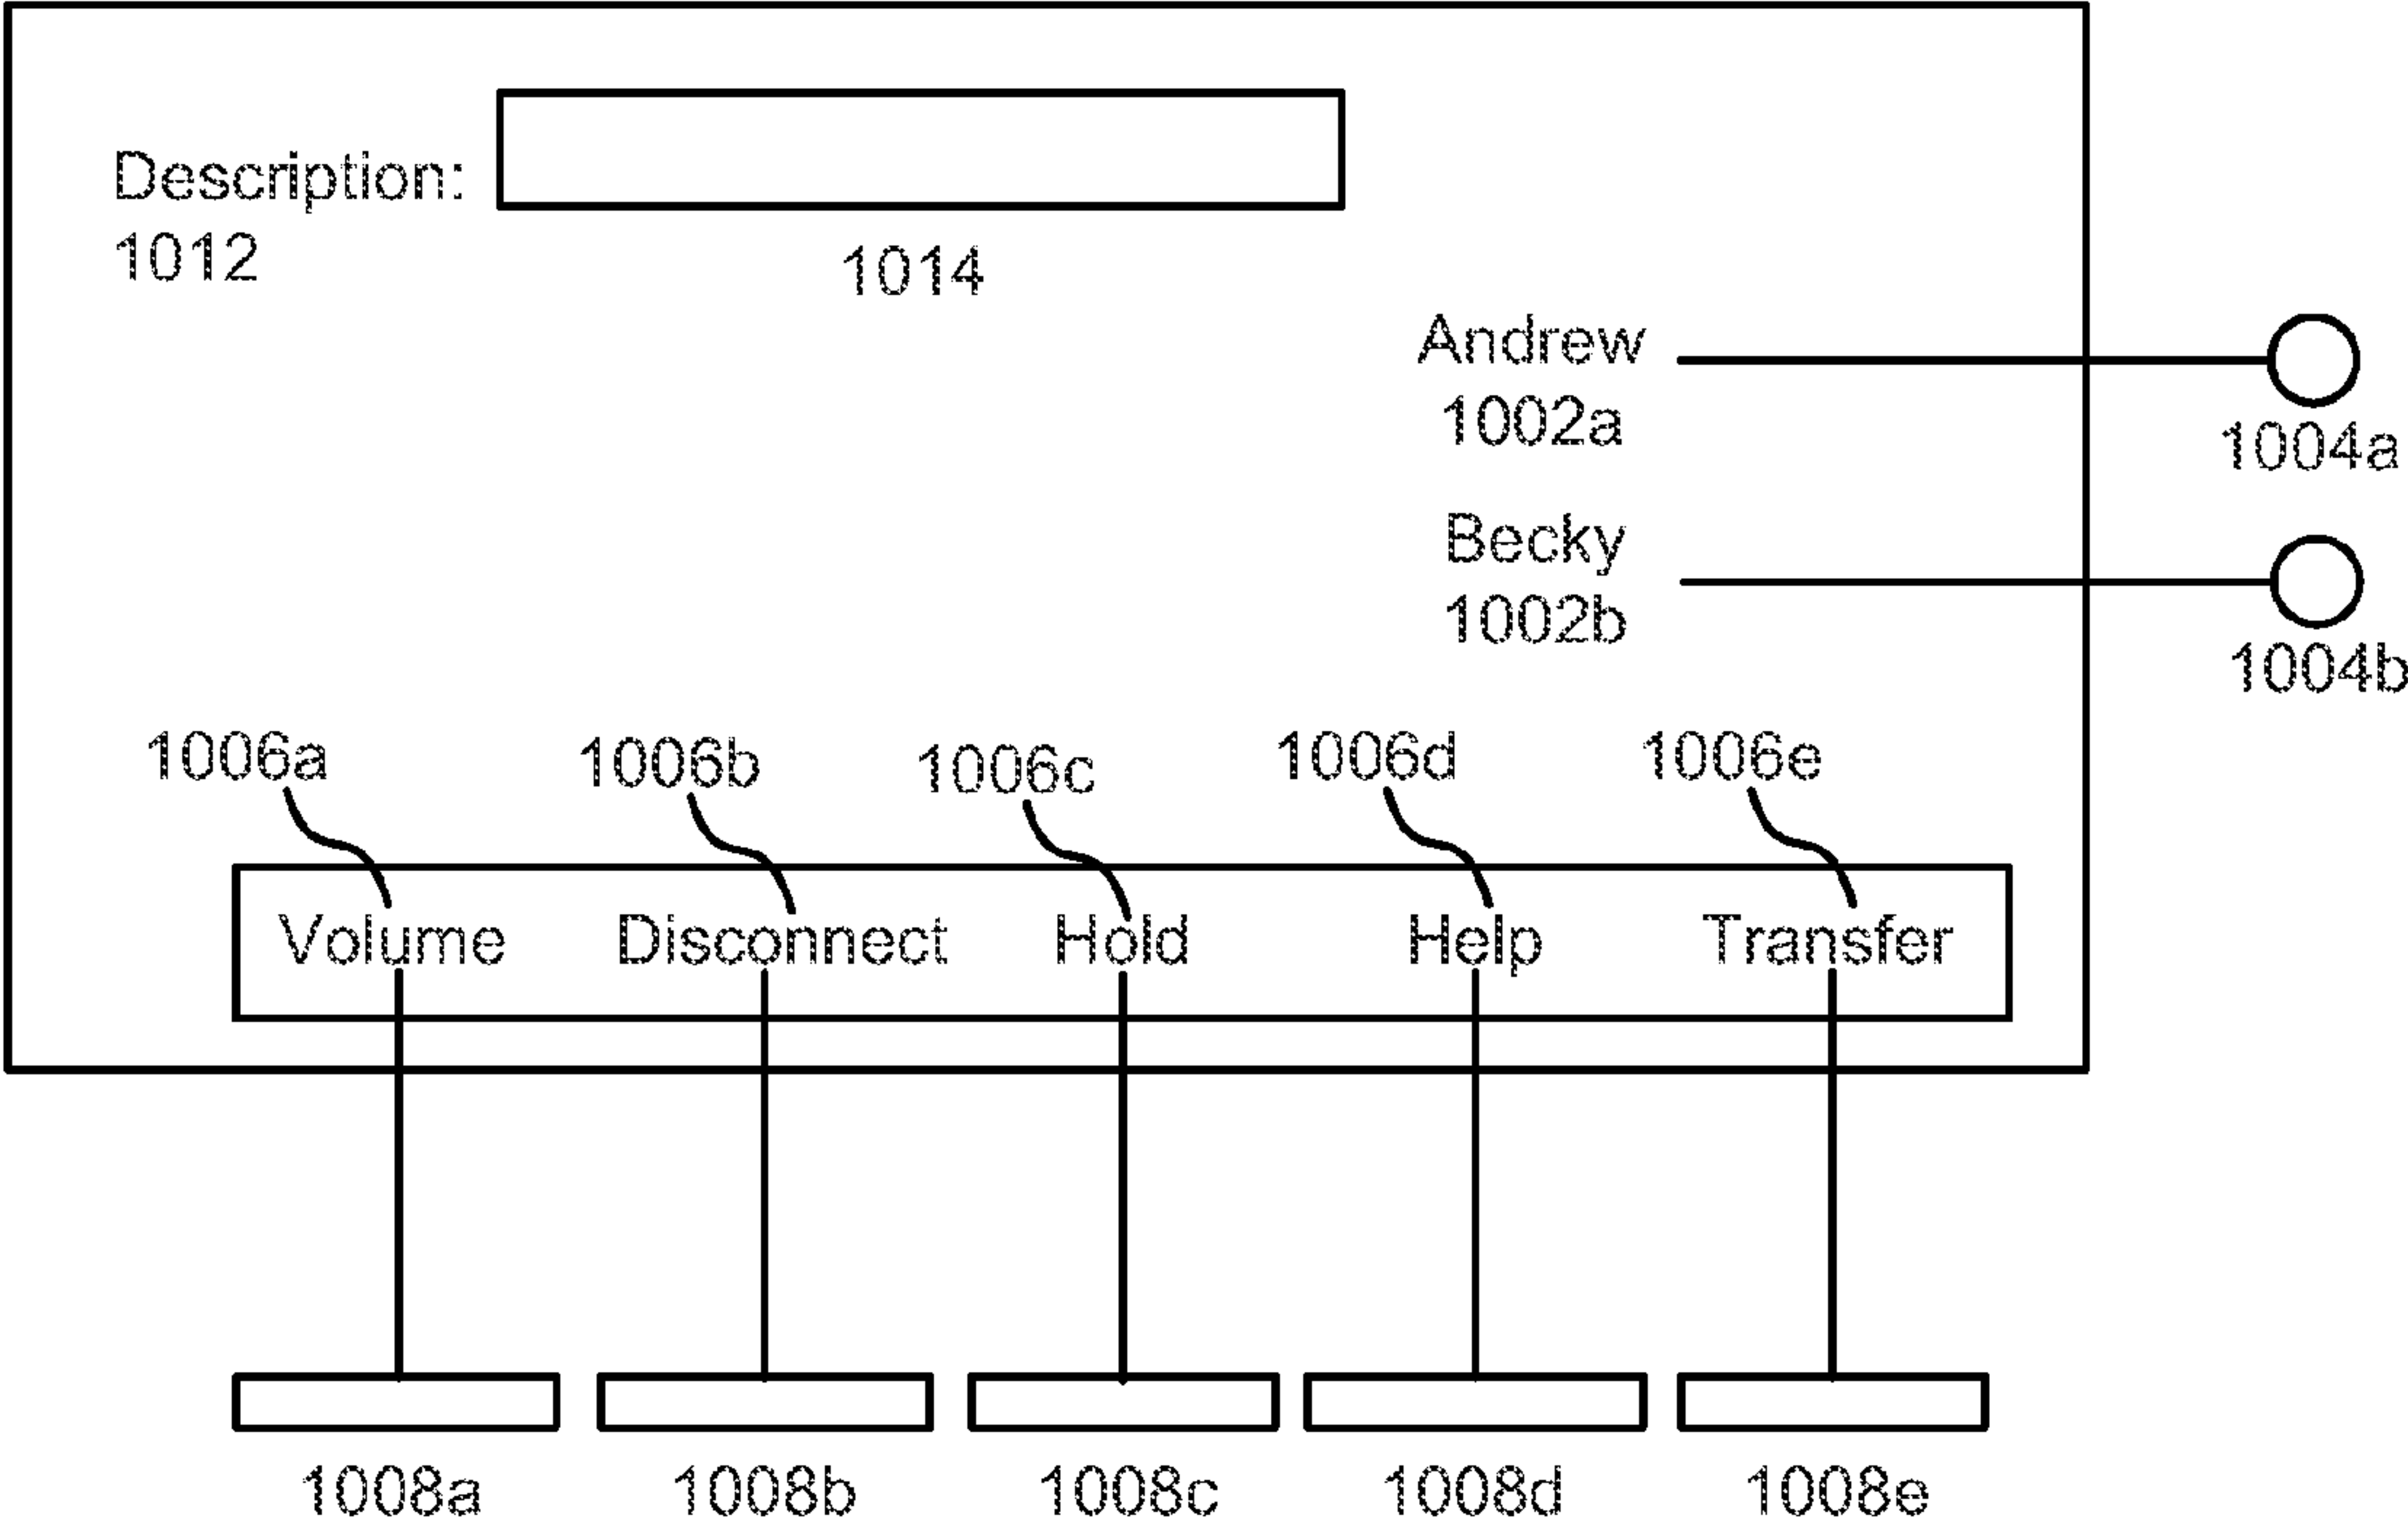 Description:
1012
1014
Andrew
1002a
1004a
Becky
1002b
1004b
1006a 1006b 1006c 1006d 1006e
Volume Disconnect Hold Help Transfer
1008a 1008b 1008c 1008d 1008e